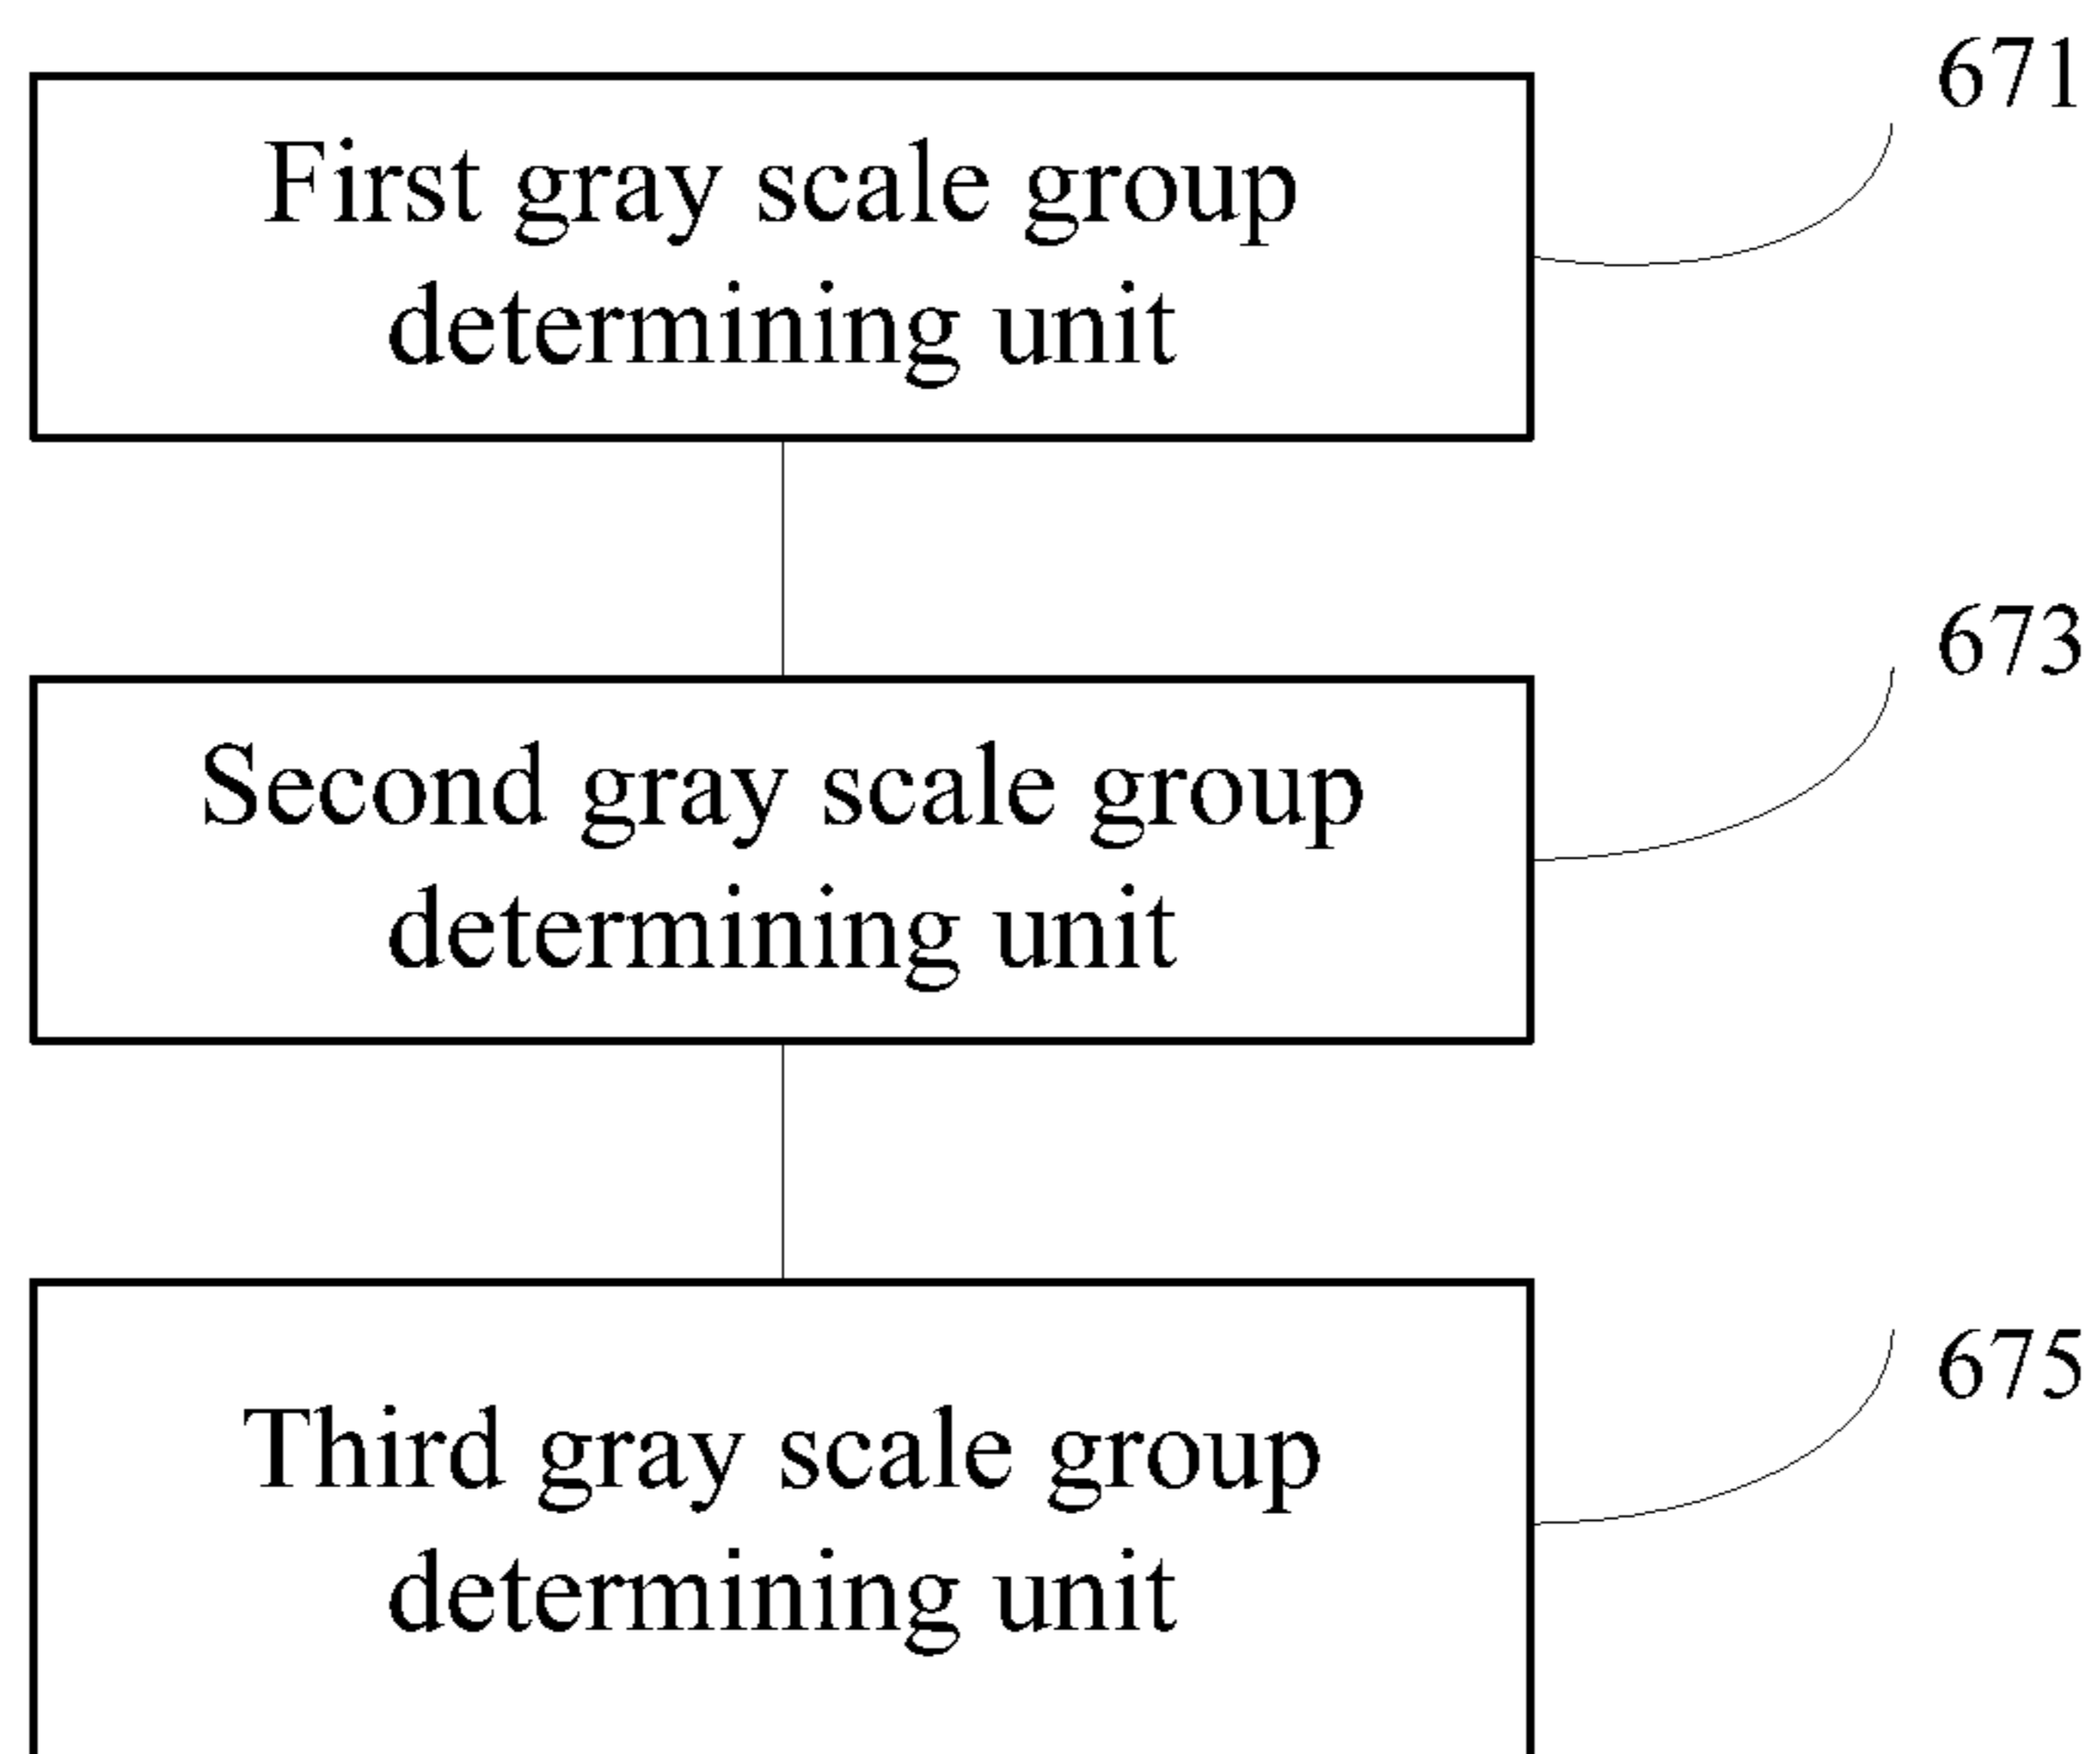 671
First gray scale group
determining unit
673
Second gray scale group
determining unit
675
Third gray scale group
determining unit